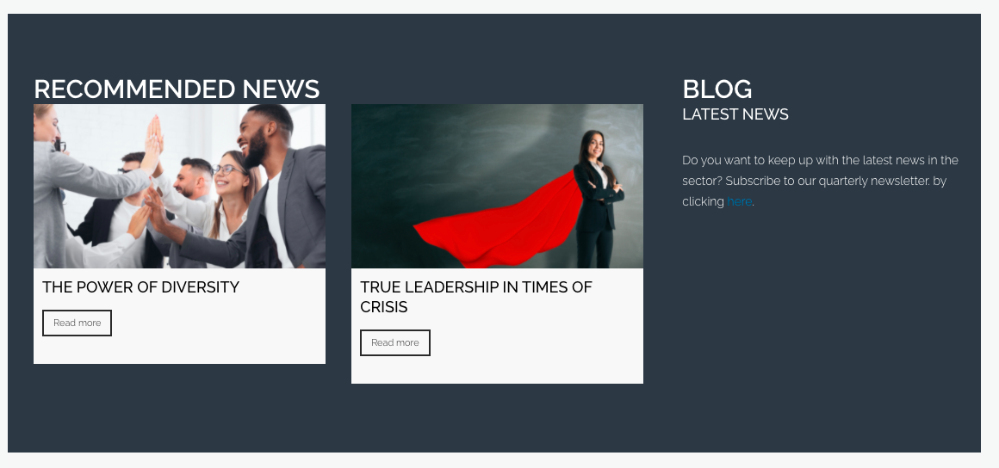 RECOMMENDED NEWS
THE POWER OF DIVERSITY
Read more
TRUE LEADERSHIP IN TIMES OF
CRISIS
Read more
BLOG
LATEST NEWS
Do you want to keep up with the latest news in the
sector? Subscribe to our quarterly newsletter. by
clicking here.